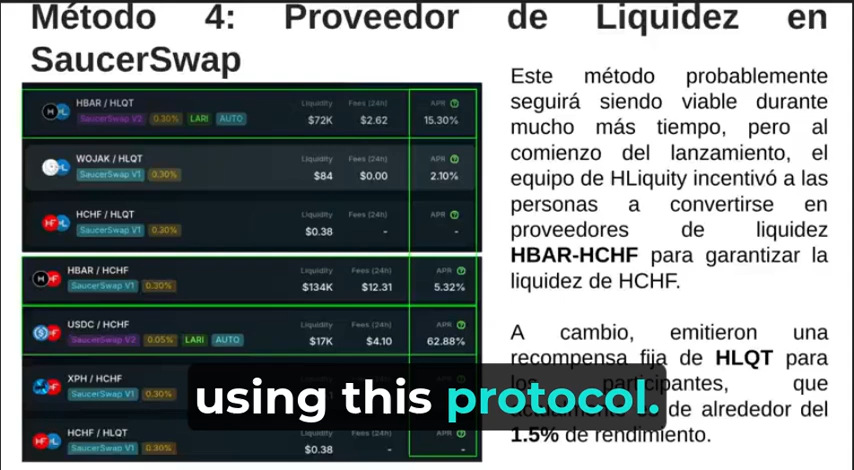 Método 4: Proveedor de Liquidez en
SaucerSwap
HBAR / HLQT
SaucerSwap V2 0.30% LARI AUTO
Liquidity Fees (24h) APR
$72K $2.62 15.30%
WOJAK / HLQT
SaucerSwap V1 0.30%
Liquidity Fees (24h) APR
$84 $0.00 2.10%
HCHF / HLQT
SaucerSwap V1 0.30%
Liquidity Fees (24h) APR
$0.38 - -
HBAR / HCHF
SaucerSwap V1 0.30%
Liquidity Fees (24h) APR
$134K $12.31 5.32%
USDC / HCHF
SaucerSwap V2 0.05% LARI AUTO
Liquidity Fees (24h) APR
$17K $4.10 62.88%
XPH / HCHF
SaucerSwap V1 0.30%
HCHF / HLQT
SaucerSwap V1 0.30%
$0.38 - -
Este método probablemente
seguirá siendo viable durante
mucho más tiempo, pero al
comienzo del lanzamiento, el
equipo de HLiquity incentivó a las
personas a convertirse en
proveedores de liquidez
HBAR-HCHF para garantizar la
liquidez de HCHF.
A cambio, emitieron una
recompensa fija de HLQT para
los participantes, que
de alrededor del
1.5% de rendimiento.
using this protocol.